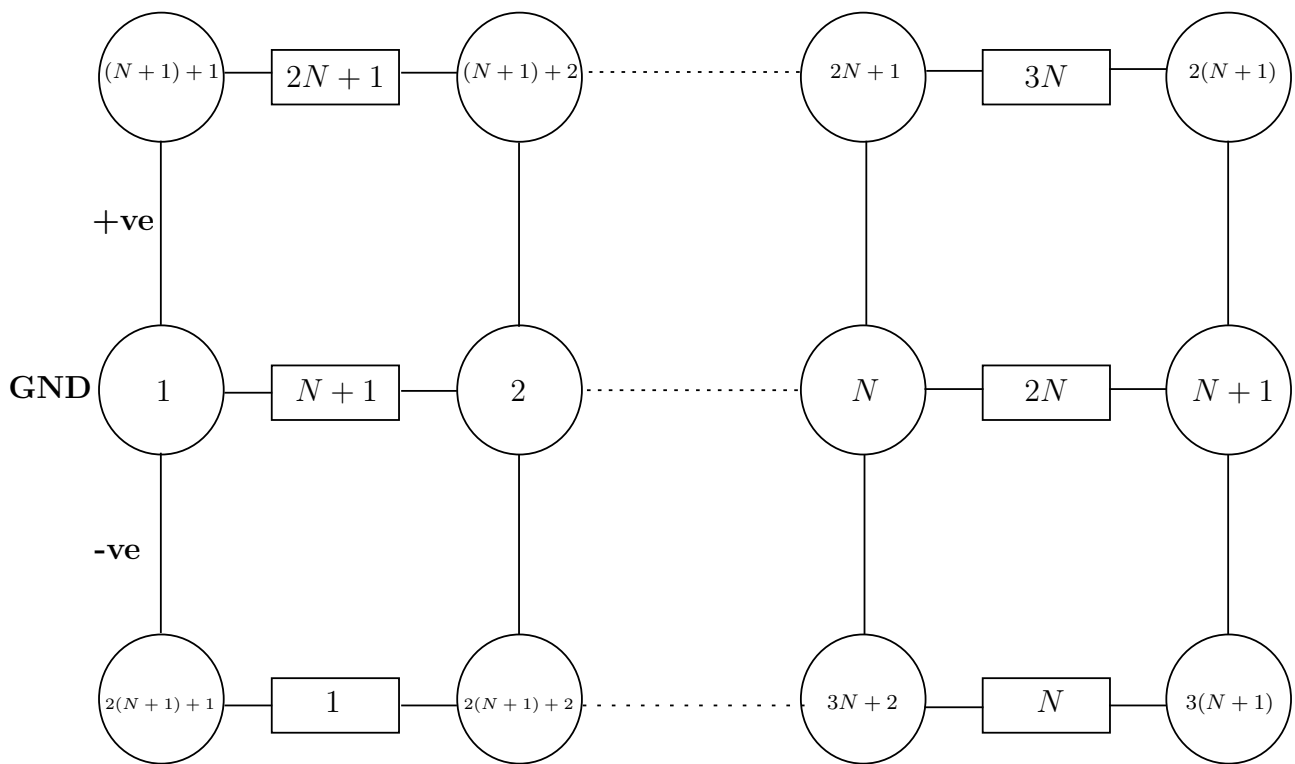 (N + 1) + 1 2N + 1 (N + 1) + 2 2N + 1 3N 2(N + 1)
+ve
GND 1 N + 1 2 N 2N N + 1
-ve
2(N + 1) + 1 1 2(N + 1) + 2 3N + 2 N 3(N + 1)